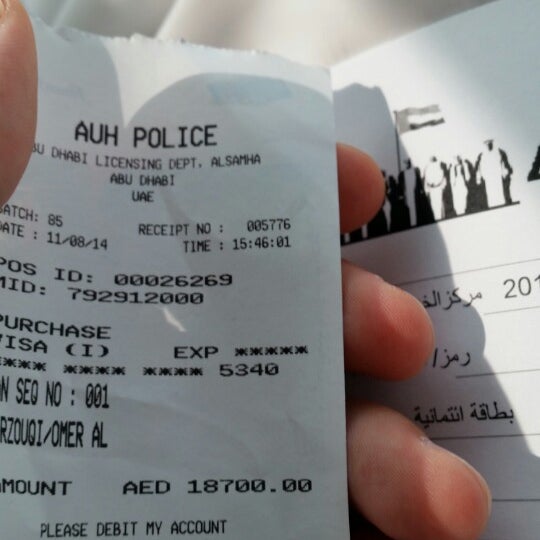 AUH POLICE
ABU DHABI LICENSING DEPT. ALSAMHA
ABU DHABI
UAE
BATCH: 85
RECEIPT NO : 005776
DATE : 11/08/14
TIME : 15:46:01
POS ID: 00026269
MID: 792912000
PURCHASE
VISA (I) EXP *****
**** **** **** 5340
SEQ NO : 001
RZOUQI/OMER AL
AMOUNT AED 18700.00
PLEASE DEBIT MY ACCOUNT
201
مركز
رمز/
بطاقة ائتمانية